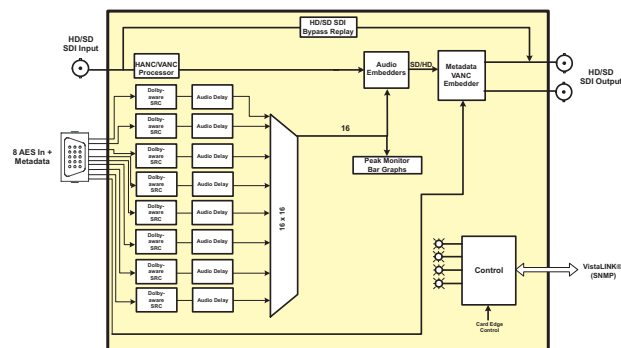 HD/SD SDI
Bypass Replay
HD/SD
SDI Input
HANC/VANC
Processor
Audio
Embedders
SD/HD
Metadata
VANC
Embedder
HD/SD
SDI Output
Dolby-
aware
SRC
Audio Delay
Dolby-
aware
SRC
Audio Delay
8 AES In +
Metadata
Dolby-
aware
SRC
Audio Delay
Dolby-
aware
SRC
Audio Delay
Dolby-
aware
SRC
Audio Delay
Dolby-
aware
SRC
Audio Delay
Dolby-
aware
SRC
Audio Delay
Dolby-
aware
SRC
Audio Delay
16 x 16
16
Peak Monitor
Bar Graphs
Control
VistaLINK®
(SNMP)
Card Edge
Control